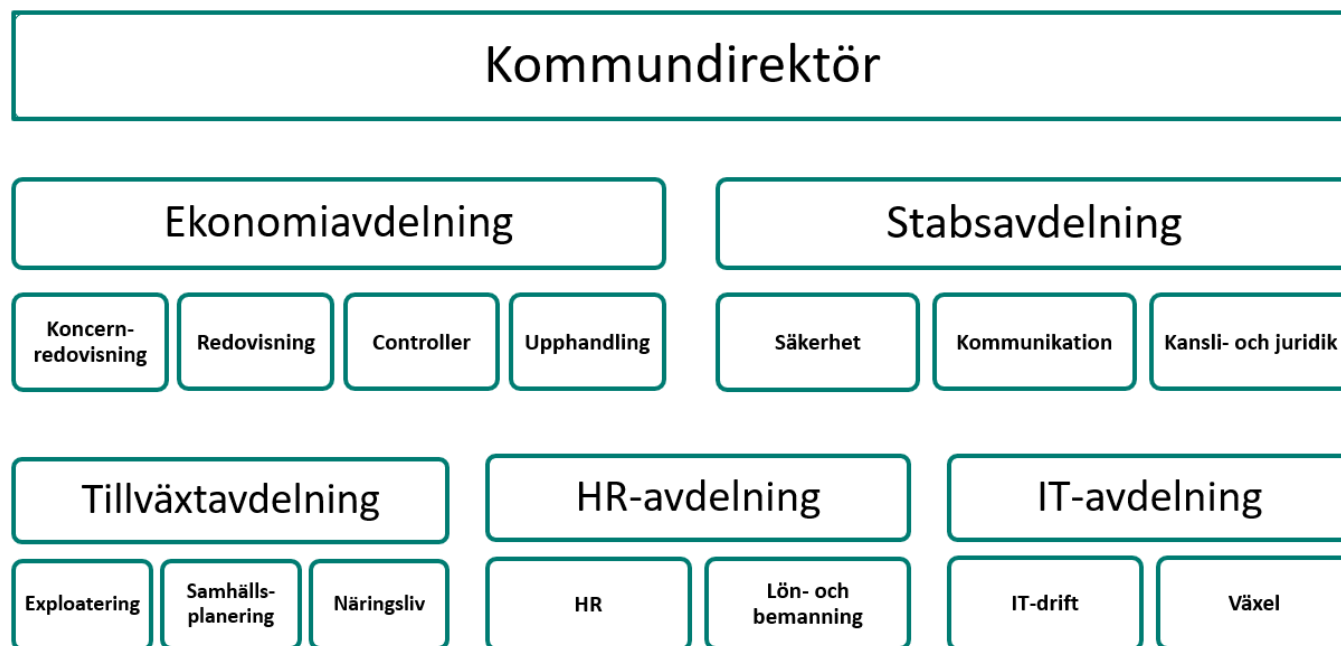 Kommundirektör
Ekonomiavdelning
Stabsavdelning
Koncern-
redovisning
Redovisning
Controller
Upphandling
Säkerhet
Kommunikation
Kansli- och juridik
Tillväxtavdelning
HR-avdelning
IT-avdelning
Exploatering
Samhälls-
planering
Näringsliv
HR
Lön- och
bemanning
IT-drift
Växel